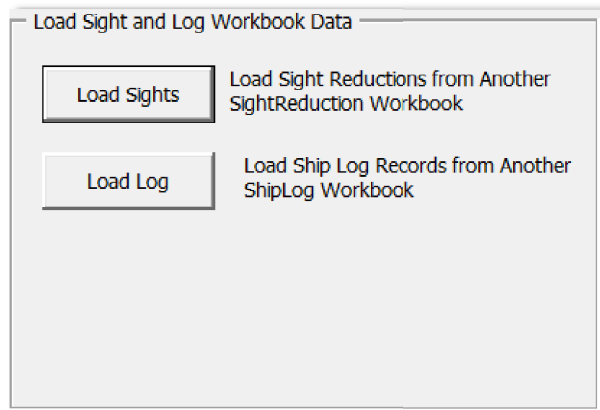 Load Sight and Log Workbook Data
Load Sights
Load Sight Reductions from Another
SightReduction Workbook
Load Log
Load Ship Log Records from Another
ShipLog Workbook